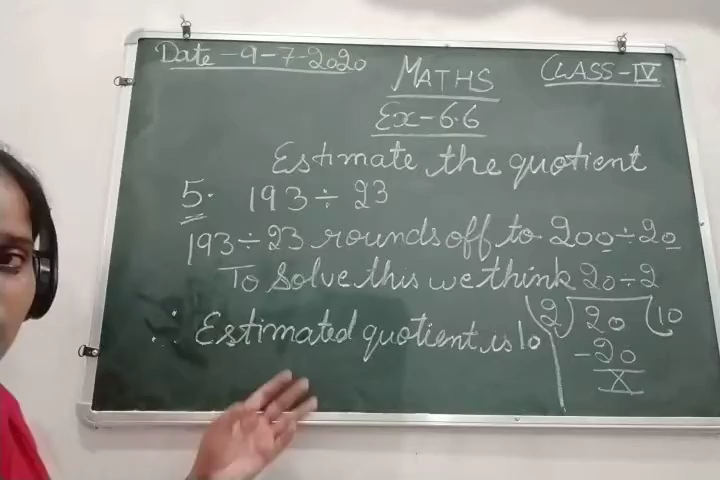 Date - 9-7-2020
MATHS
CLASS-IV
Ex-6.6
Estimate the quotient
5. 193 ÷ 23
193 ÷ 23 rounds off to 200 ÷ 20
To solve this we think 20 ÷ 2
∴ Estimated quotient is 10
2) 20 (10
- 20
X